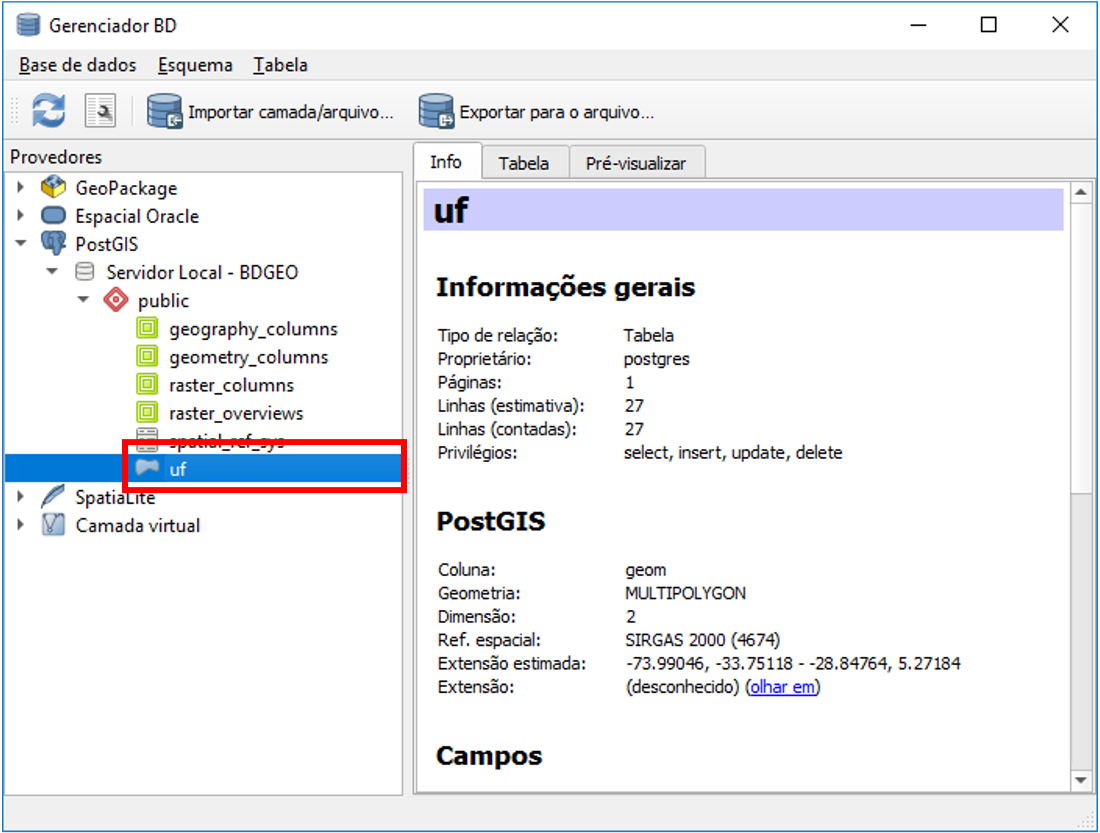 Gerenciador BD
Base de dados Esquema Tabela
Importar camada/arquivo... Exportar para o arquivo...
Provedores
GeoPackage
Espacial Oracle
PostGIS
Servidor Local - BDGEO
public
geography_columns
geometry_columns
raster_columns
raster_overviews
spatial_ref_sys
uf
SpatiaLite
Camada virtual
Info Tabela Pré-visualizar
uf
Informações gerais
Tipo de relação: Tabela
Proprietário: postgres
Páginas: 1
Linhas (estimativa): 27
Linhas (contadas): 27
Privilégios: select, insert, update, delete
PostGIS
Coluna: geom
Geometria: MULTIPOLYGON
Dimensão: 2
Ref. espacial: SIRGAS 2000 (4674)
Extensão estimada: -73.99046, -33.75118 - -28.84764, 5.27184
Extensão: (desconhecido) (olhar em)
Campos